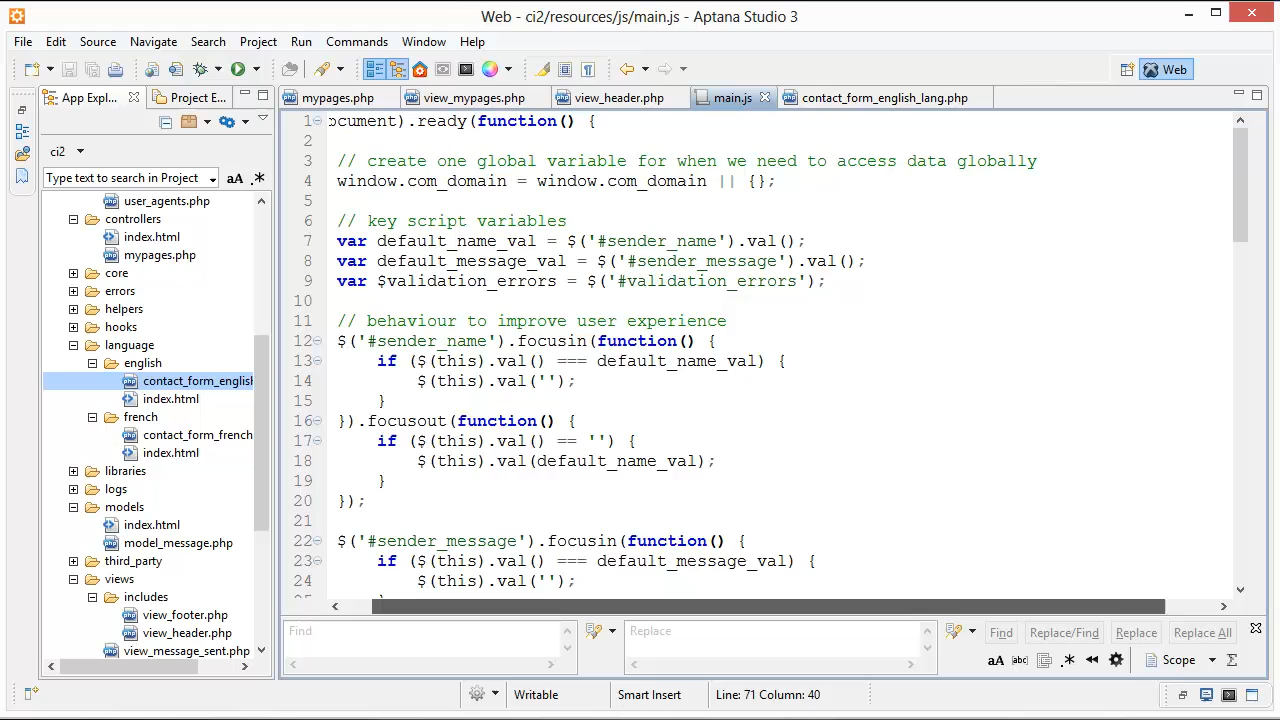 Web - ci2/resources/js/main.js - Aptana Studio 3
File Edit Source Navigate Search Project Run Commands Window Help
Web
App Expl... Project E...
mypages.php view_mypages.php view_header.php main.js contact_form_english_lang.php
ci2
Type text to search in Project
user_agents.php
controllers
index.html
mypages.php
core
errors
helpers
hooks
language
english
contact_form_english
index.html
french
contact_form_french
index.html
libraries
logs
models
index.html
model_message.php
third_party
views
includes
view_footer.php
view_header.php
view_message_sent.php
1 ocument).ready(function() {
2
3 // create one global variable for when we need to access data globally
4 window.com_domain = window.com_domain || {};
5
6 // key script variables
7 var default_name_val = $('#sender_name').val();
8 var default_message_val = $('#sender_message').val();
9 var $validation_errors = $('#validation_errors');
10
11 // behaviour to improve user experience
12 $('#sender_name').focusin(function() {
13 if ($(this).val() === default_name_val) {
14 $(this).val('');
15 }
16 }).focusout(function() {
17 if ($(this).val() == '') {
18 $(this).val(default_name_val);
19 }
20 });
21
22 $('#sender_message').focusin(function() {
23 if ($(this).val() === default_message_val) {
24 $(this).val('');
Find Replace Find Replace/Find Replace Replace All
Scope
Writable Smart Insert Line: 71 Column: 40